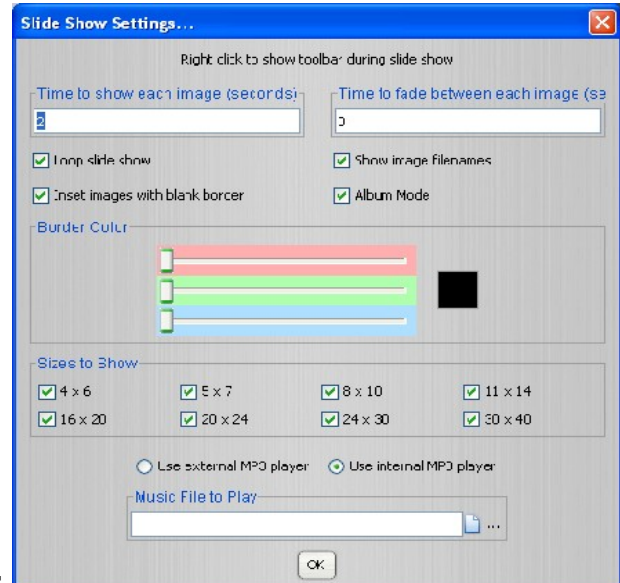 Slide Show Settings...
Right click to show toolbar during slide show
Time to show each image (seconds)
Time to fade between each image (se
2
0
Loop slide show
Show image filenames
Inset images with blank border
Album Mode
Border Color
Sizes to Show
4 x 6 5 x 7 8 x 10 11 x 14
16 x 20 20 x 24 24 x 30 30 x 40
Use external MP3 player Use internal MP3 player
Music File to Play
...
OK